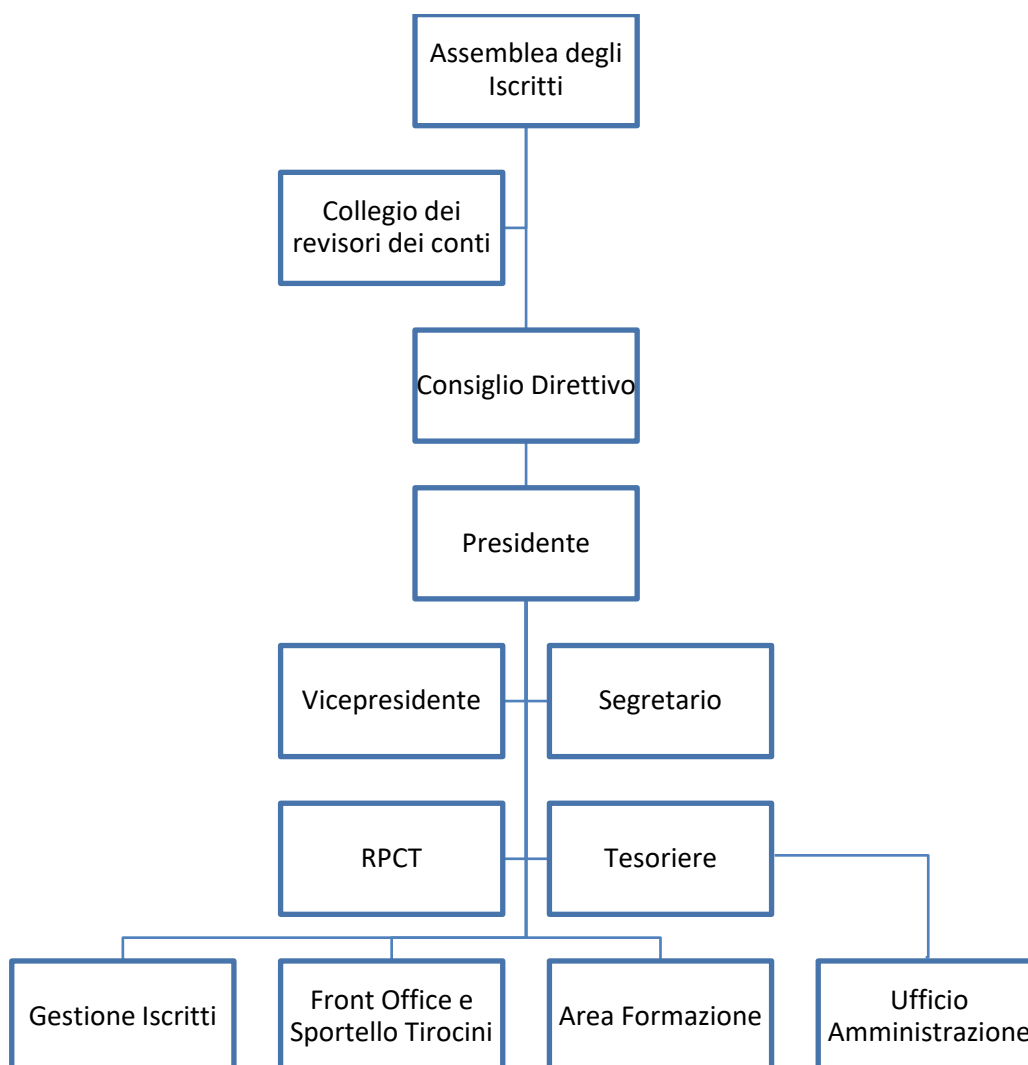 Assemblea degli
Iscritti
Collegio dei
revisori dei conti
Consiglio Direttivo
Presidente
Vicepresidente
Segretario
RPCT
Tesoriere
Gestione Iscritti
Front Office e
Sportello Tirocini
Area Formazione
Ufficio
Amministrazione